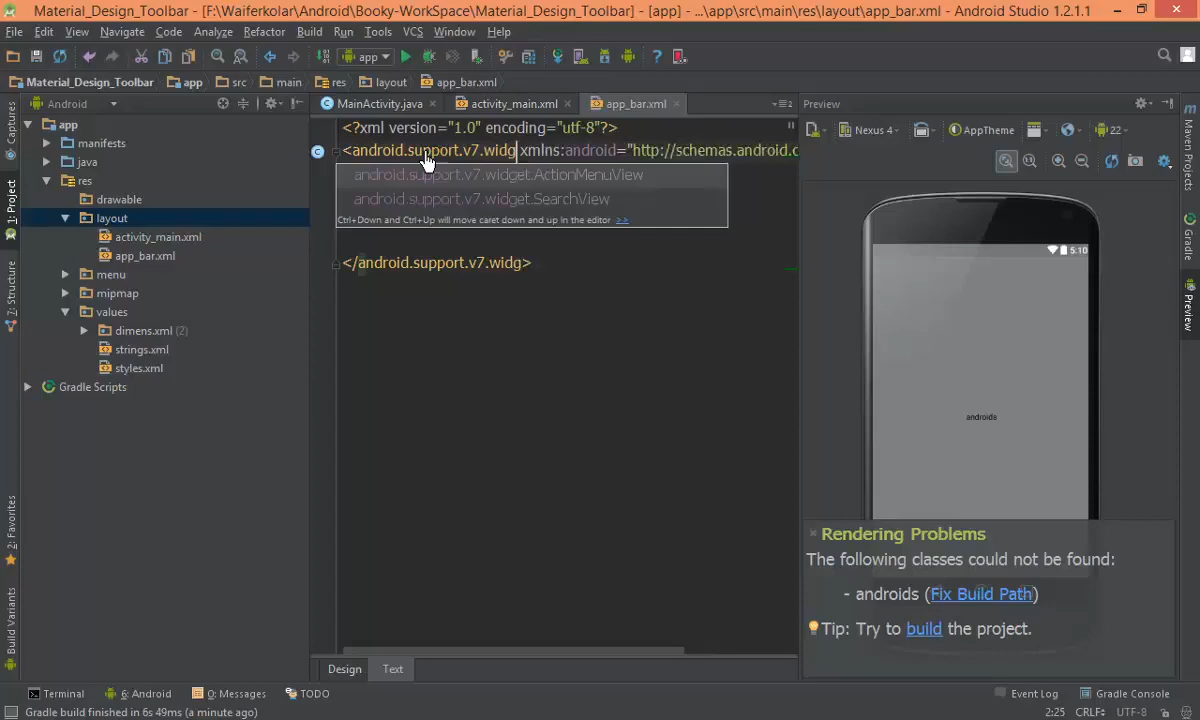 Material_Design_Toolbar - [F:\Waiferkolar\Android\Booky-WorkSpace\Material_Design_Toolbar] - [app] - ...\app\src\main\res\layout\app_bar.xml - Android Studio 1.2.1.1
File Edit View Navigate Code Analyze Refactor Build Run Tools VCS Window Help
app
Material_Design_Toolbar app src main res layout app_bar.xml
Android
MainActivity.java activity_main.xml app_bar.xml
Preview
Captures
1: Project
7: Structure
2: Favorites
Build Variants
app
manifests
java
res
drawable
layout
activity_main.xml
app_bar.xml
menu
mipmap
values
dimens.xml (2)
strings.xml
styles.xml
Gradle Scripts
<?xml version="1.0" encoding="utf-8"?>
<android.support.v7.widg xmlns:android="http://schemas.android.c
android.support.v7.widget.ActionMenuView
android.support.v7.widget.SearchView
Ctrl+Down and Ctrl+Up will move caret down and up in the editor >>
</android.support.v7.widg>
Design Text
Nexus 4 AppTheme 22
5:10
androids
Rendering Problems
The following classes could not be found:
- androids (Fix Build Path)
Tip: Try to build the project.
Maven Projects
Gradle
Preview
Terminal 6: Android 0: Messages TODO Event Log Gradle Console
Gradle build finished in 6s 49ms (a minute ago) 2:25 CRLF UTF-8